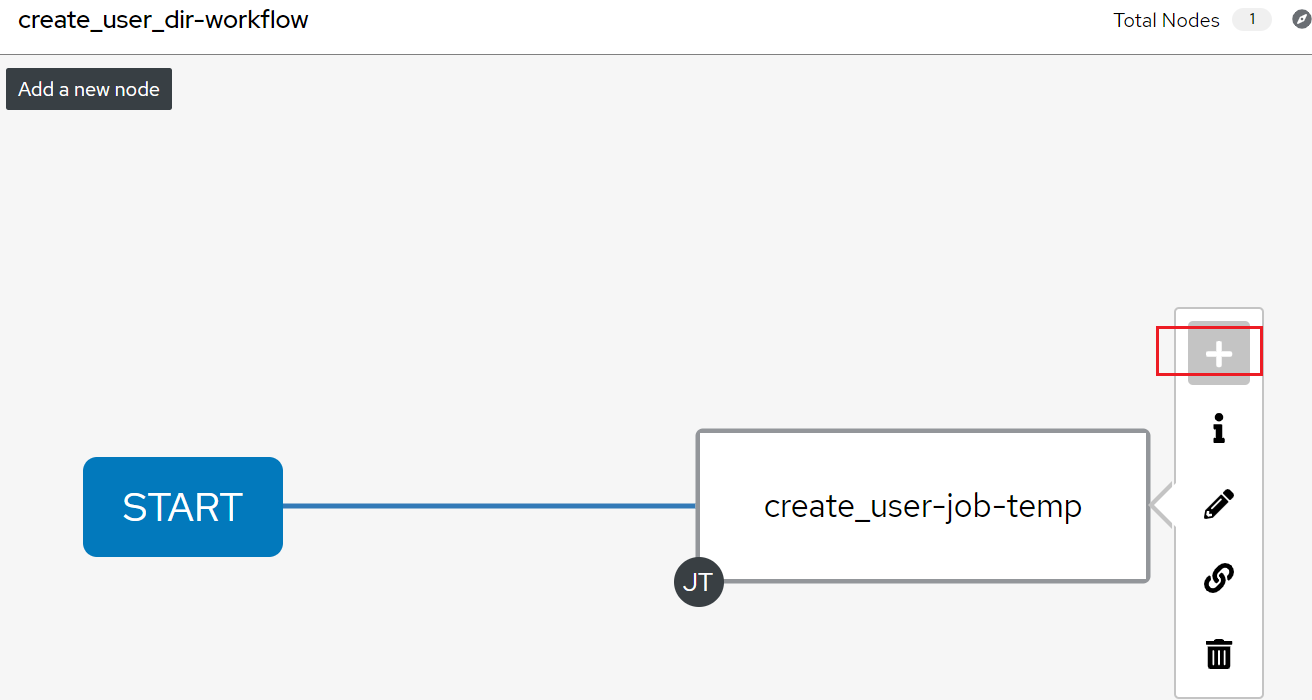 create_user_dir-workflow
Total Nodes 1
Add a new node
START
create_user-job-temp
JT